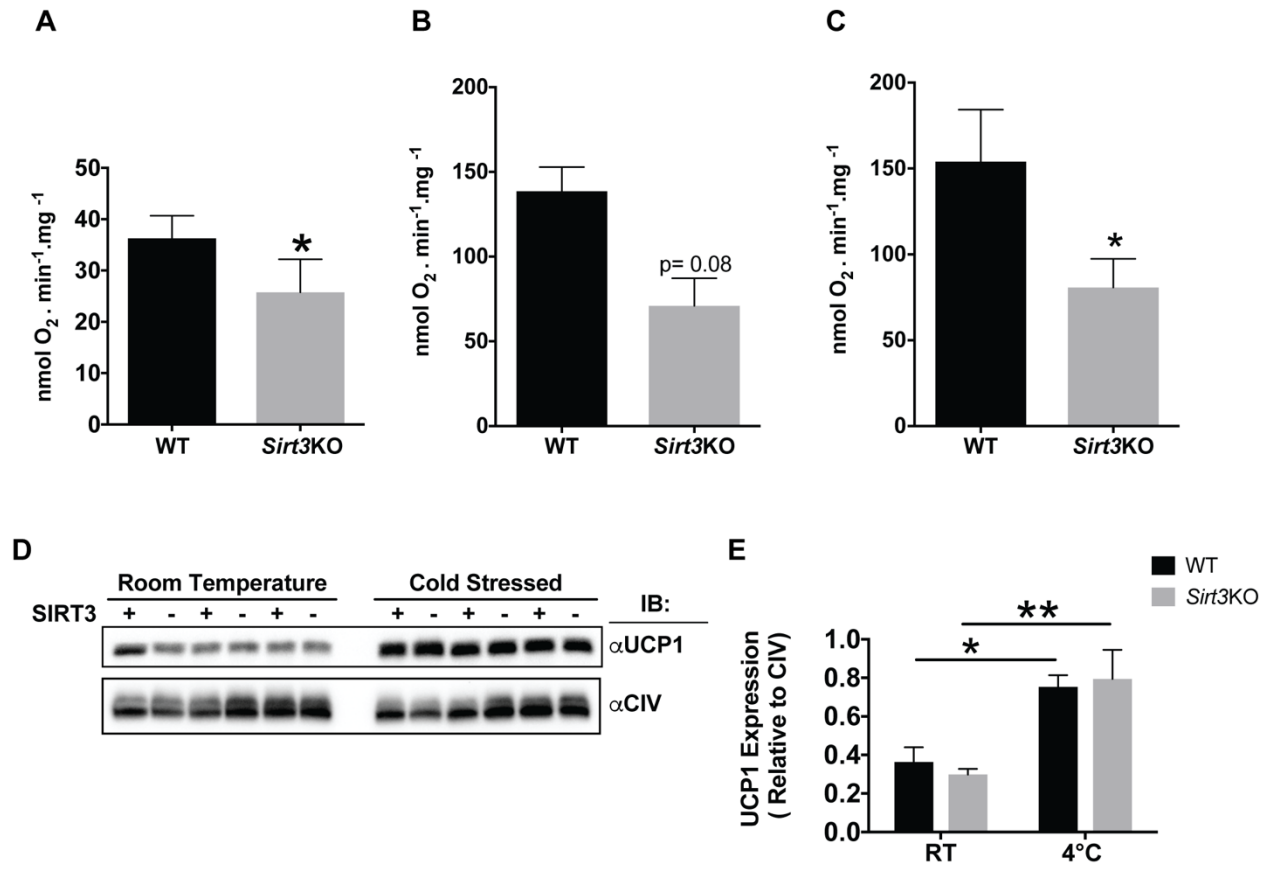 A
nmol O2 . min-1.mg -1
50
40
30
20
10
0
*
WT
Sirt3KO
B
nmol O2 . min-1.mg -1
200
150
100
50
0
p= 0.08
WT
Sirt3KO
C
nmol O2 . min-1.mg -1
200
150
100
50
0
*
WT
Sirt3KO
D
Room Temperature
Cold Stressed
SIRT3 + - + - + - + - + - + -
IB:
αUCP1
αCIV
E
WT
Sirt3KO
UCP1 Expression
( Relative to CIV)
1.0
0.8
0.6
0.4
0.2
0.0
*
**
RT
4°C